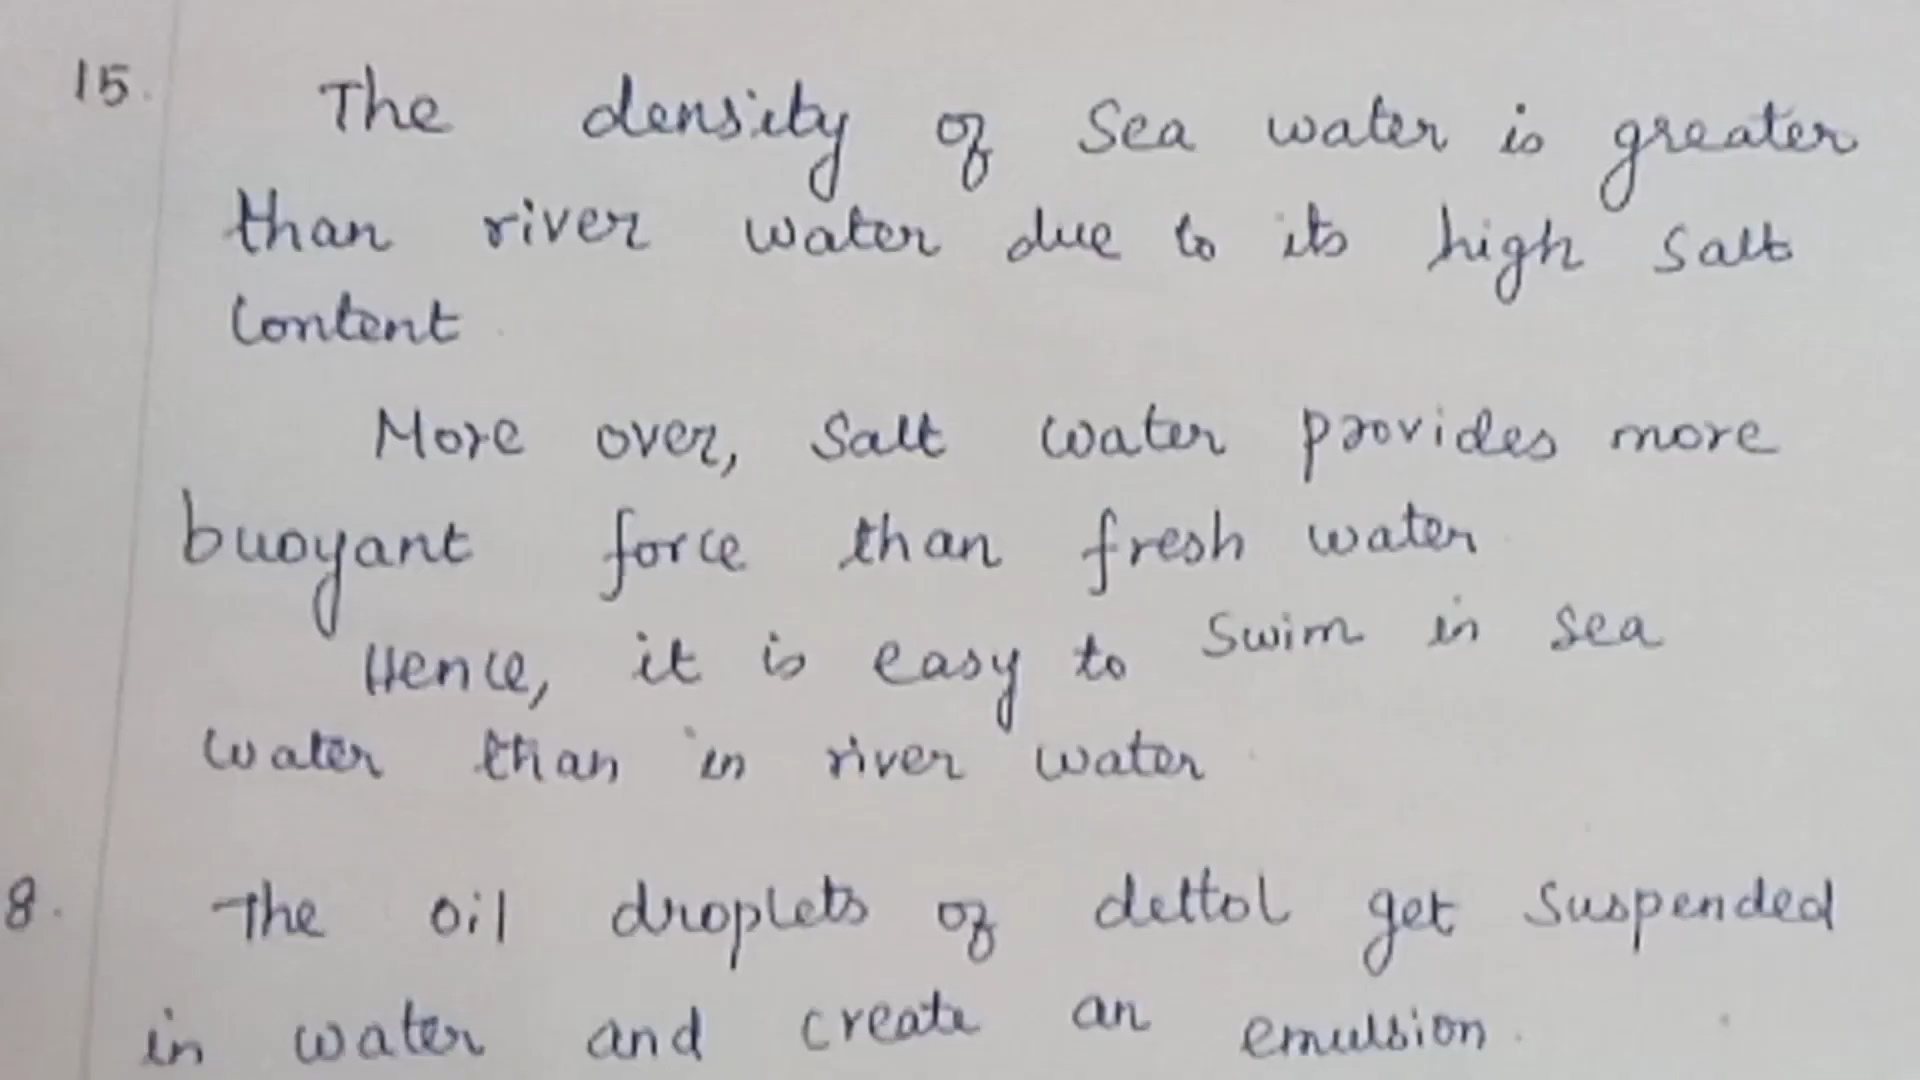 15. The density of Sea water is greater
than river water due to its high Salt
Content.
More over, Salt water provides more
buoyant force than fresh water
Hence, it is easy to Swim in sea
water than in river water.
8. The oil droplets of dettol get Suspended
in water and create an emulsion.